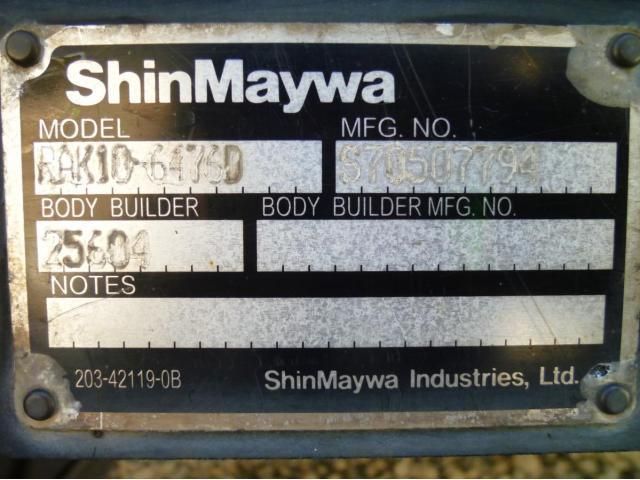 ShinMaywa
MODEL MFG. NO.
RAK10-6476D S70507794
BODY BUILDER BODY BUILDER MFG. NO.
25604
NOTES
203-42119-0B ShinMaywa Industries, Ltd.